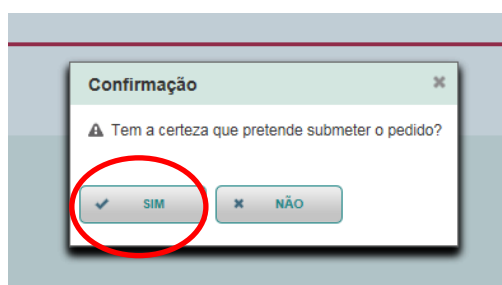 Confirmação
Tem a certeza que pretende submeter o pedido?
SIM NÃO